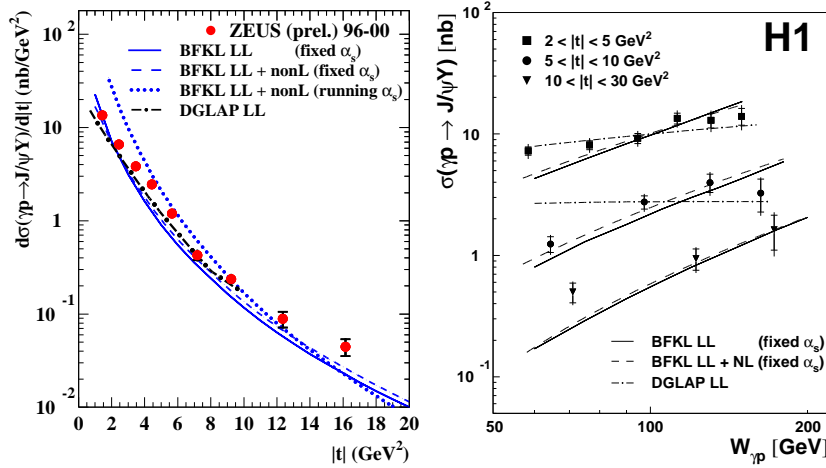 dσ(γp→J/ψY)/d|t| (nb/GeV²)
10²
10
1
10⁻¹
10⁻²
ZEUS (prel.) 96-00
BFKL LL (fixed αₛ)
BFKL LL + nonL (fixed αₛ)
BFKL LL + nonL (running αₛ)
DGLAP LL
0 2 4 6 8 10 12 14 16 18 20
|t| (GeV²)
σ(γp → J/ψY) [nb]
10²
10
1
10⁻¹
H1
2 < |t| < 5 GeV²
5 < |t| < 10 GeV²
10 < |t| < 30 GeV²
BFKL LL (fixed αₛ)
BFKL LL + NL (fixed αₛ)
DGLAP LL
50 100 200
W_γp [GeV]